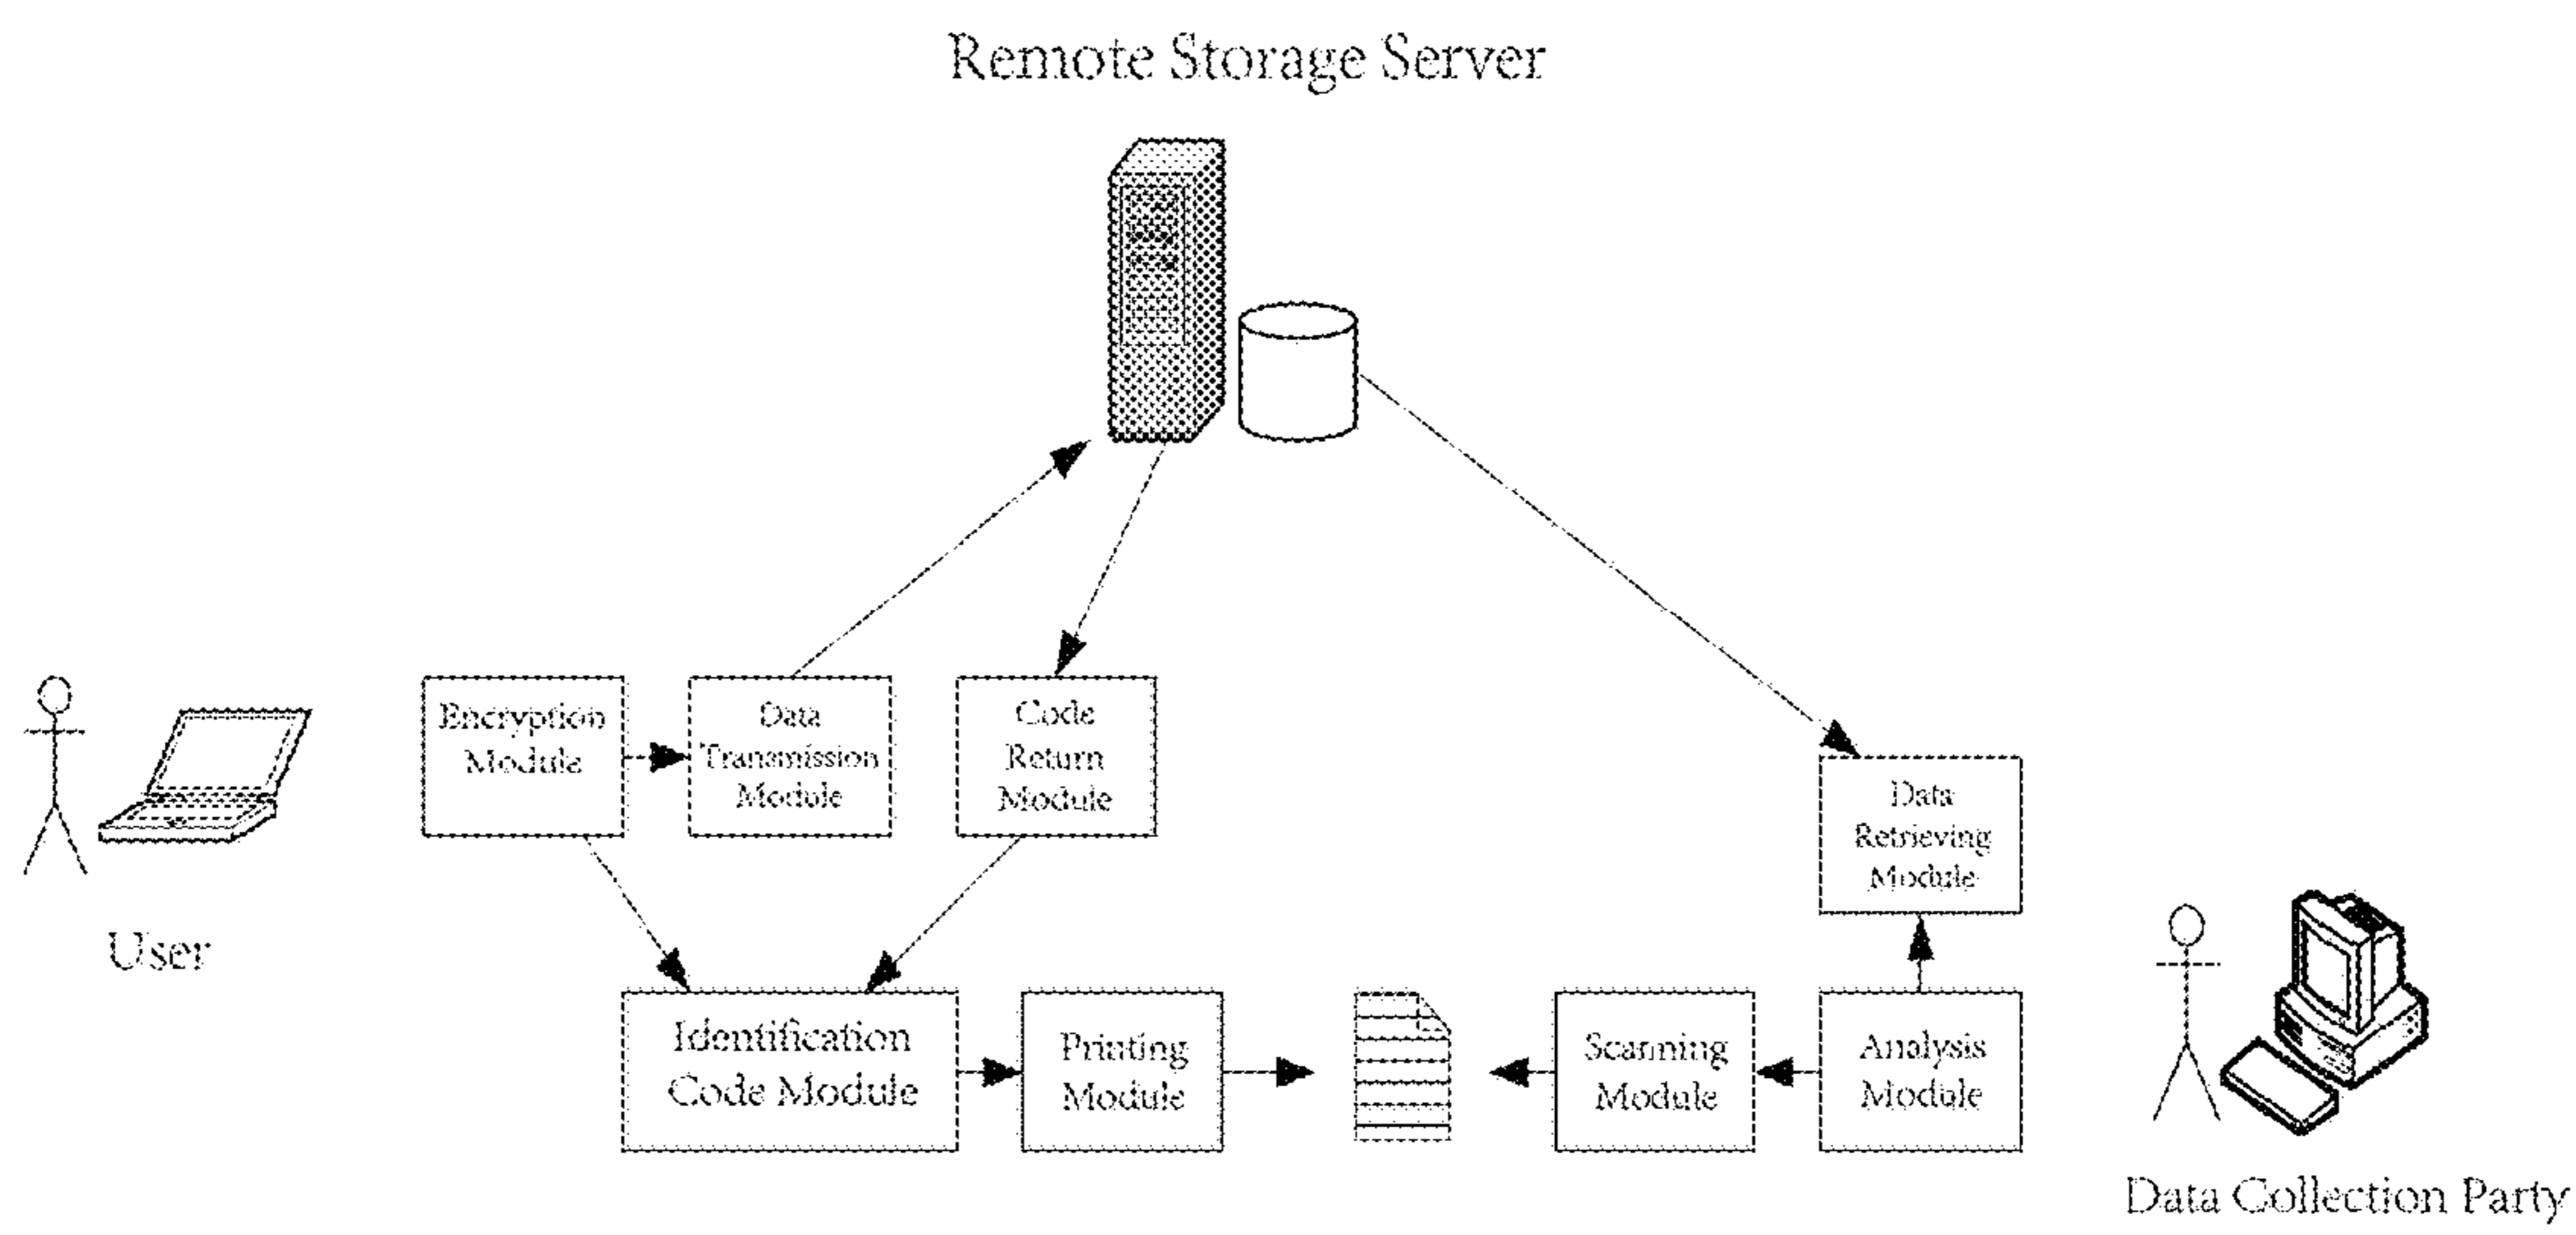 Remote Storage Server
Encryption
Module
Data
Transmission
Module
Code
Return
Module
Data
Retrieving
Module
User
Identification
Code Module
Printing
Module
Scanning
Module
Analysis
Module
Data Collection Party